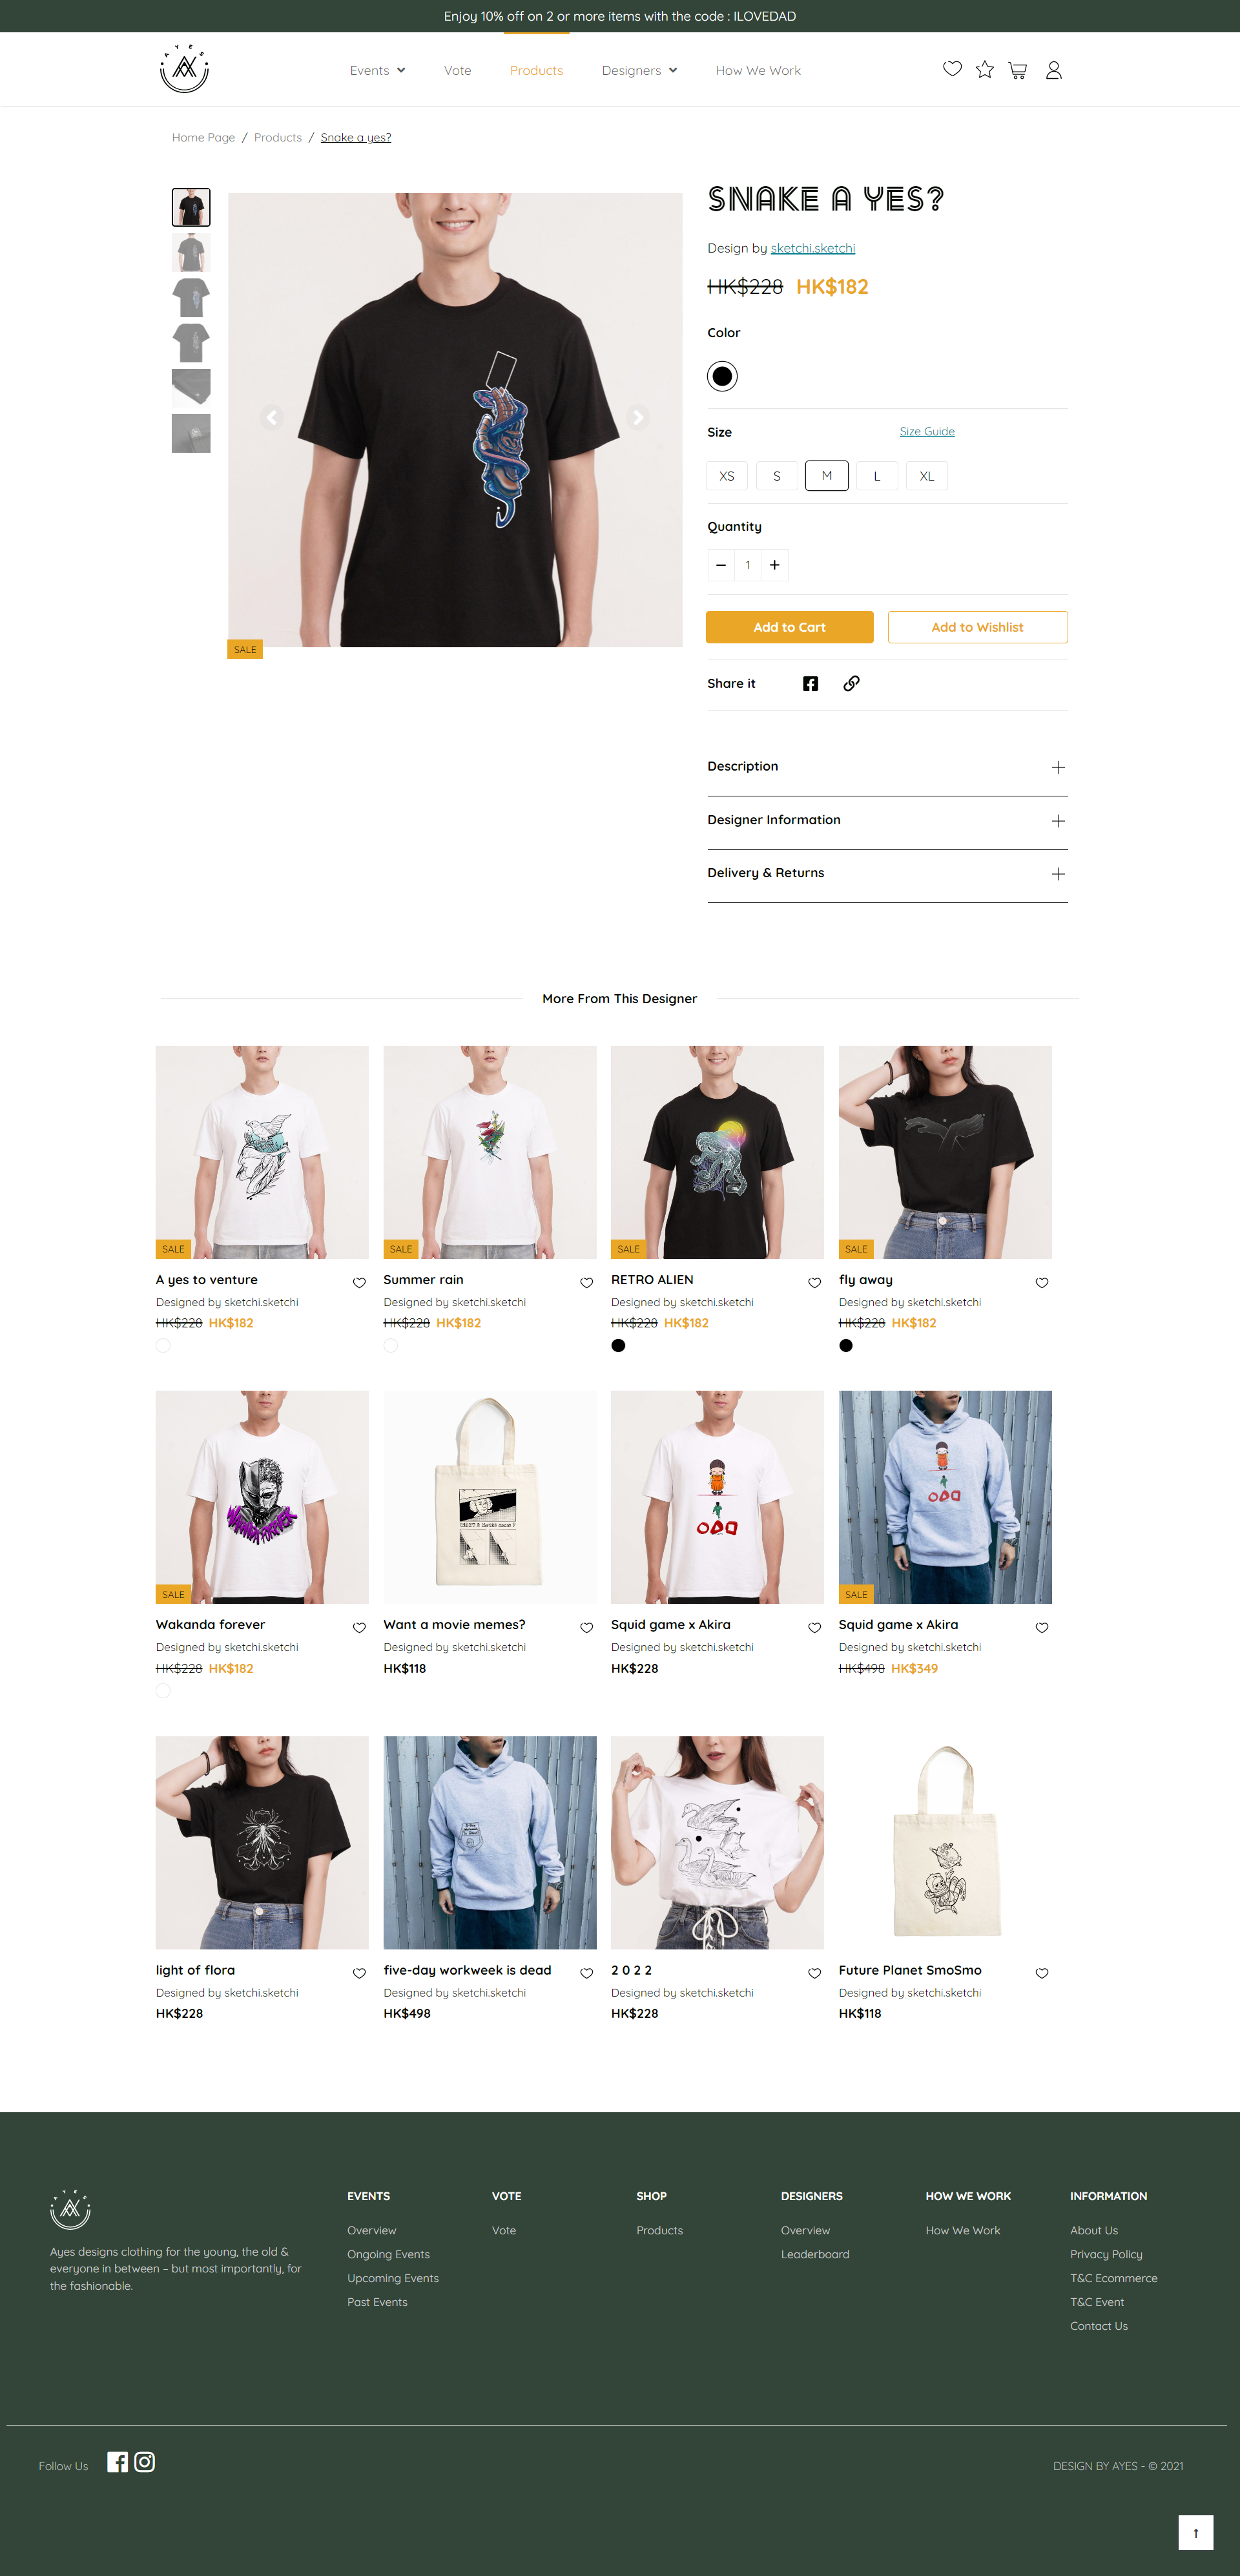 Enjoy 10% off on 2 or more items with the code : ILOVEDAD
AYES
Events
Vote
Products
Designers
How We Work
Home Page / Products / Snake a yes?
SNAKE A YES?
Design by sketchi.sketchi
HK$228 HK$182
Color
Size
Size Guide
XS
S
M
L
XL
Quantity
1
Add to Cart
Add to Wishlist
SALE
Share it
Description
Designer Information
Delivery & Returns
More From This Designer
SALE
SALE
SALE
SALE
A yes to venture
Designed by sketchi.sketchi
HK$228 HK$182
Summer rain
Designed by sketchi.sketchi
HK$228 HK$182
RETRO ALIEN
Designed by sketchi.sketchi
HK$228 HK$182
fly away
Designed by sketchi.sketchi
HK$228 HK$182
WAKANDA FOREVER
SALE
SALE
Wakanda forever
Designed by sketchi.sketchi
HK$228 HK$182
Want a movie memes?
Designed by sketchi.sketchi
HK$118
Squid game x Akira
Designed by sketchi.sketchi
HK$228
Squid game x Akira
Designed by sketchi.sketchi
HK$498 HK$349
light of flora
Designed by sketchi.sketchi
HK$228
five-day workweek is dead
Designed by sketchi.sketchi
HK$498
2 0 2 2
Designed by sketchi.sketchi
HK$228
Future Planet SmoSmo
Designed by sketchi.sketchi
HK$118
AYES
Ayes designs clothing for the young, the old &
everyone in between – but most importantly, for
the fashionable.
EVENTS
Overview
Ongoing Events
Upcoming Events
Past Events
VOTE
Vote
SHOP
Products
DESIGNERS
Overview
Leaderboard
HOW WE WORK
How We Work
INFORMATION
About Us
Privacy Policy
T&C Ecommerce
T&C Event
Contact Us
Follow Us
DESIGN BY AYES - © 2021